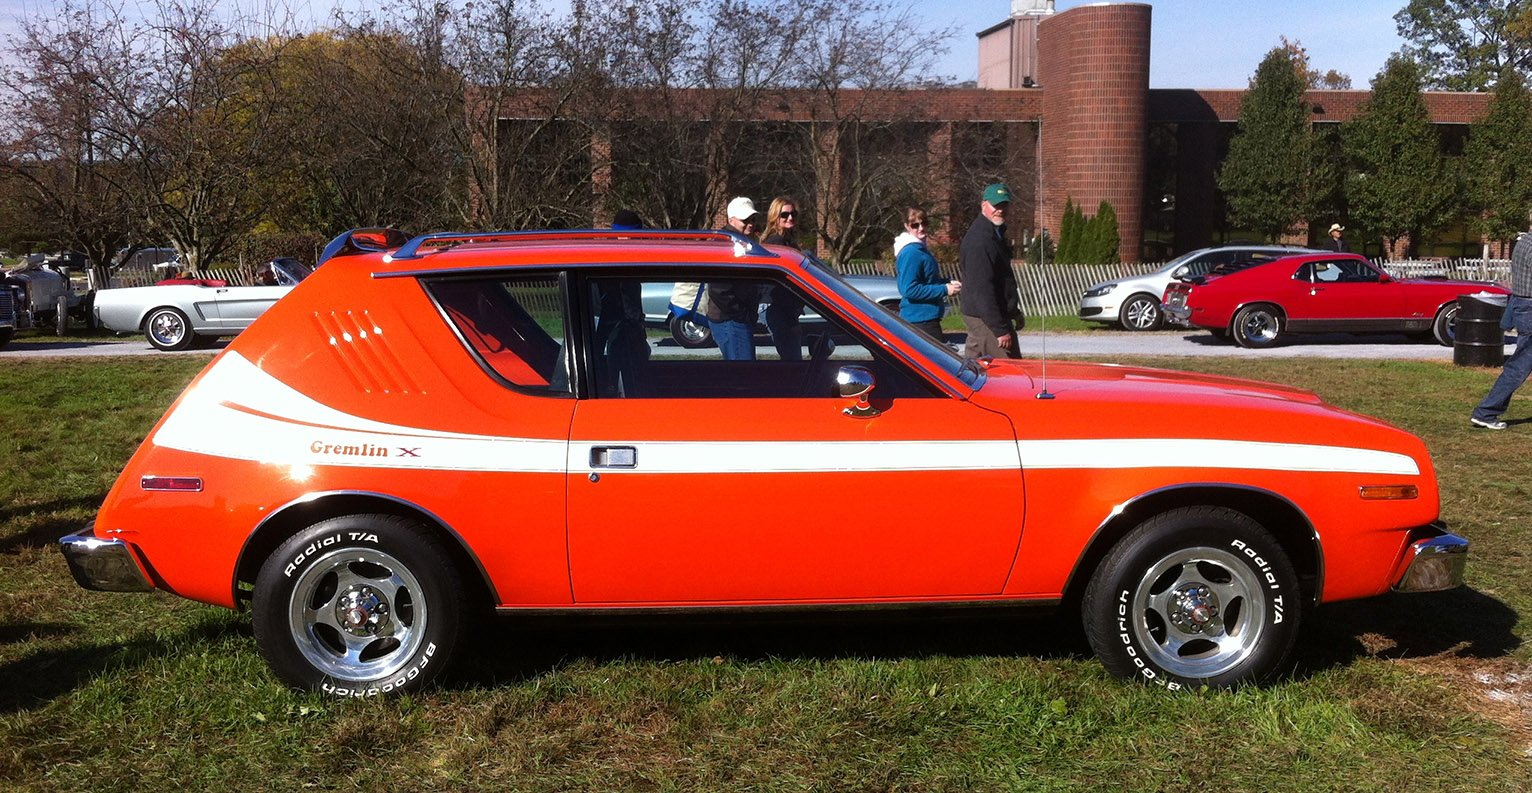 Gremlin X
Radial T/A
BFGoodrich
Radial T/A
BFGoodrich